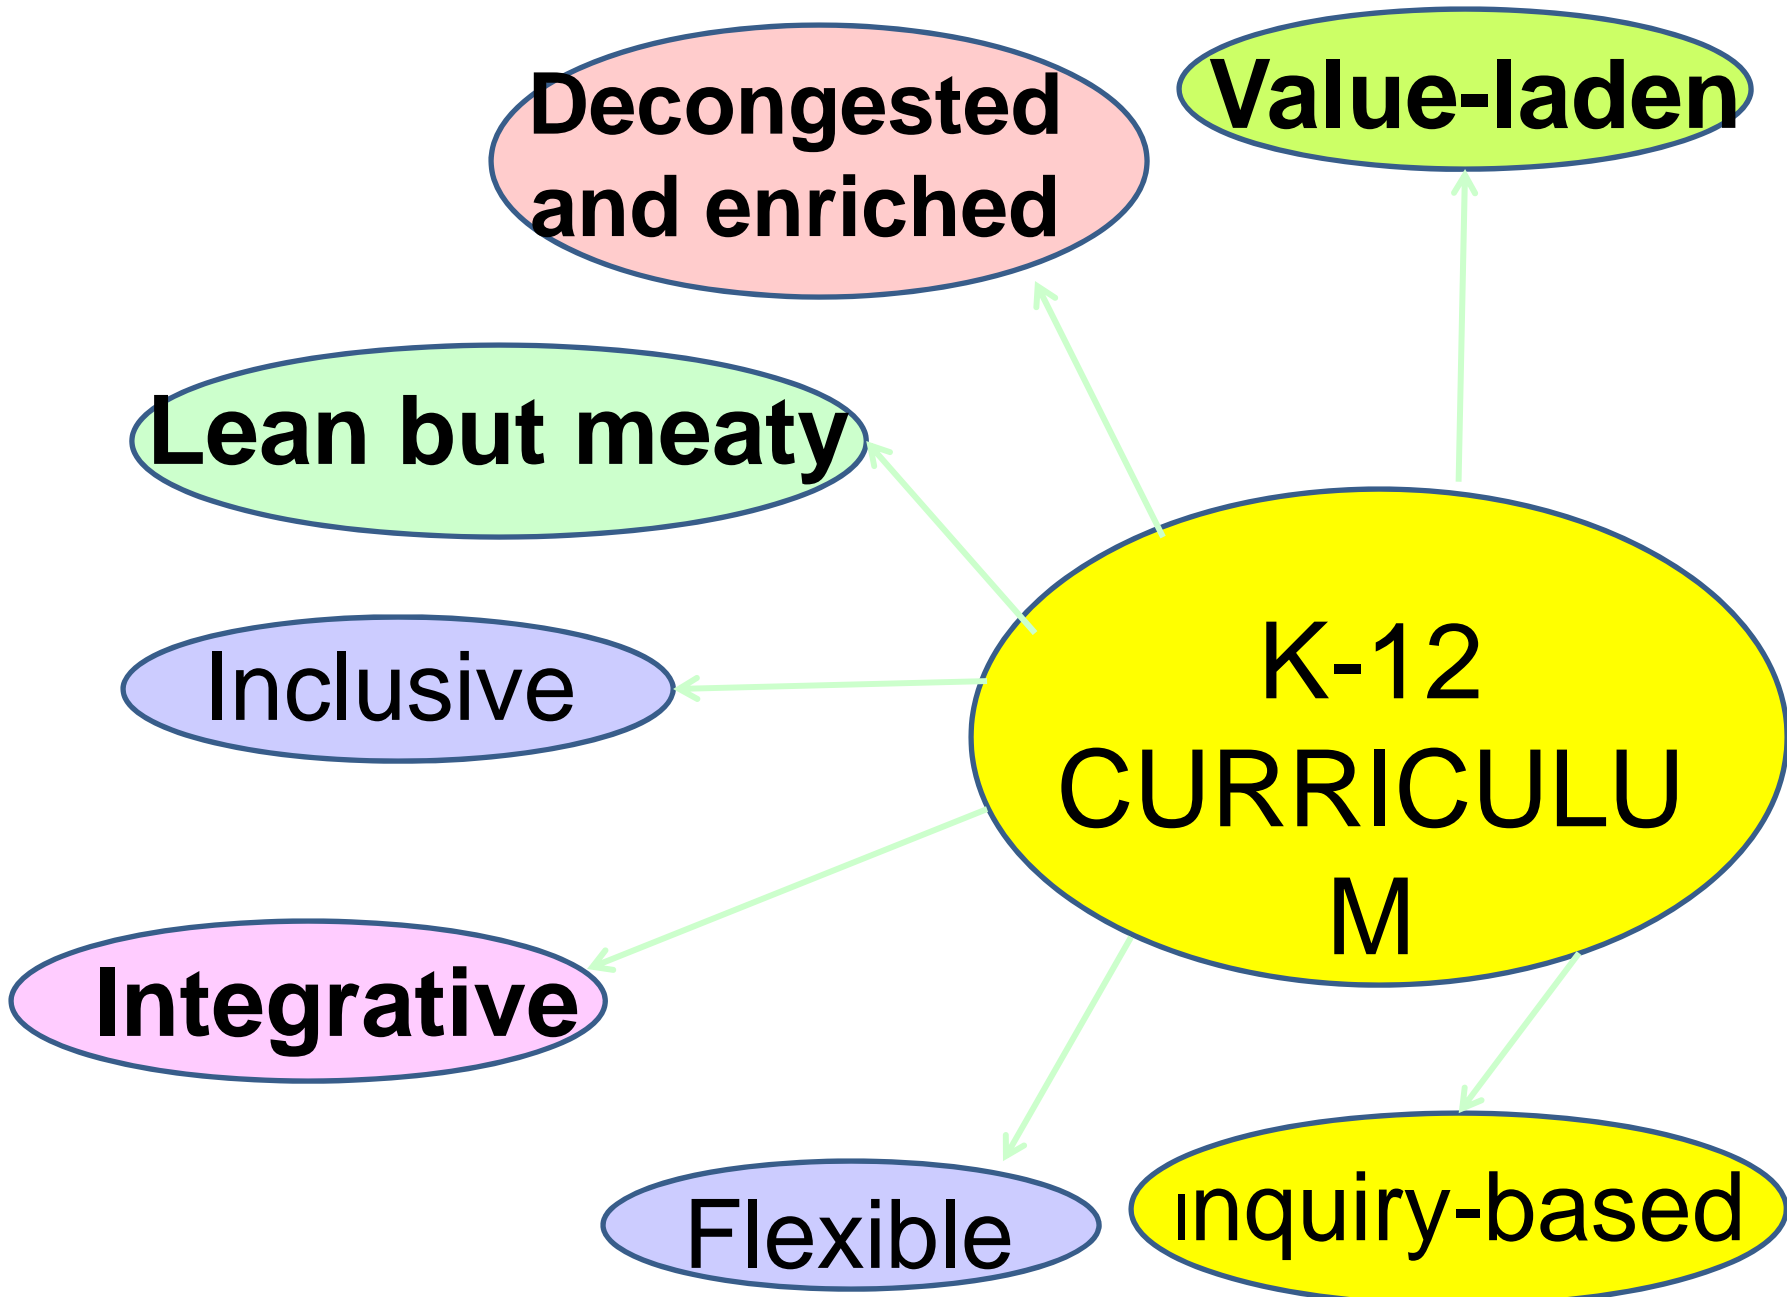 Decongested
and enriched
Value-laden
Lean but meaty
Inclusive
K-12
CURRICULU
M
Integrative
Flexible
Inquiry-based